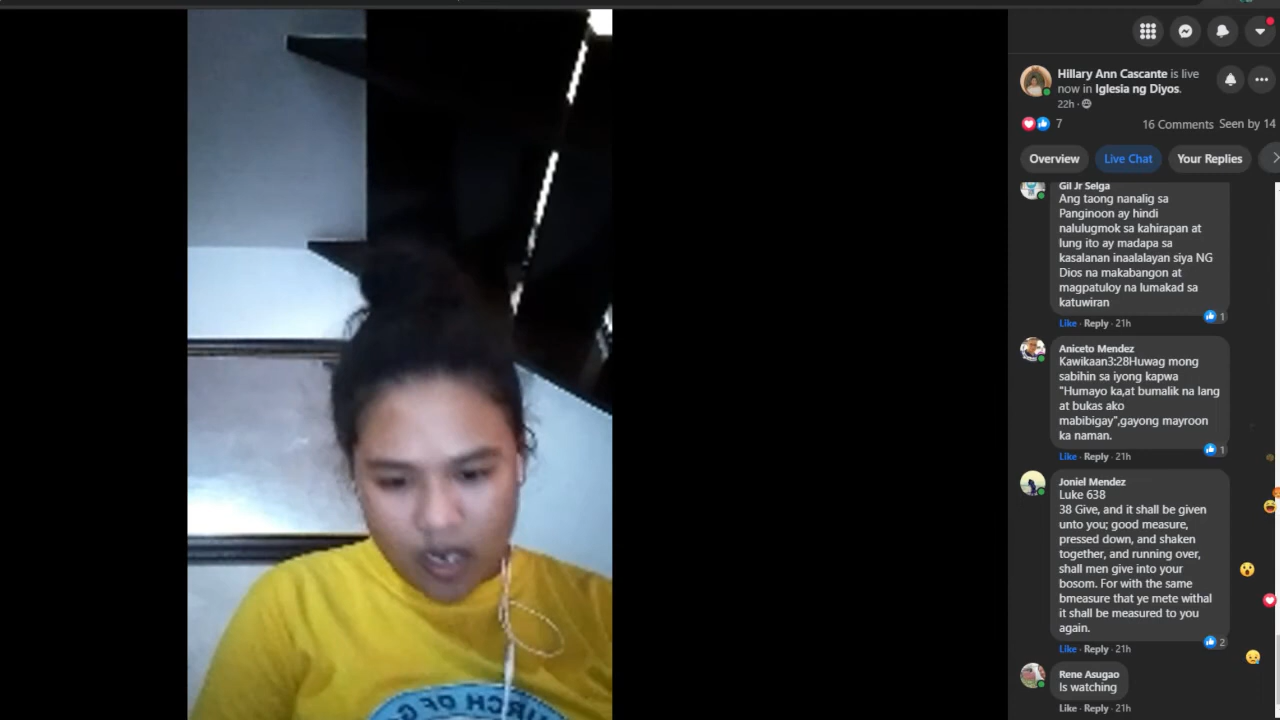 Hillary Ann Cascante is live
now in Iglesia ng Diyos.
22h
7
16 Comments Seen by 14
Overview
Live Chat
Your Replies
Gil Jr Selga
Ang taong nanalig sa
Panginoon ay hindi
nalulugmok sa kahirapan at
lung ito ay madapa sa
kasalanan inaalalayan siya NG
Dios na makabangon at
magpatuloy na lumakad sa
katuwiran
1
Like · Reply · 21h
Aniceto Mendez
Kawikaan3:28Huwag mong
sabihin sa iyong kapwa
"Humayo ka,at bumalik na lang
at bukas ako
mabibigay",gayong mayroon
ka naman.
1
Like · Reply · 21h
Joniel Mendez
Luke 638
38 Give, and it shall be given
unto you; good measure,
pressed down, and shaken
together, and running over,
shall men give into your
bosom. For with the same
bmeasure that ye mete withal
it shall be measured to you
again.
2
Like · Reply · 21h
Rene Asugao
Is watching
Like · Reply · 21h
CHURCH OF G